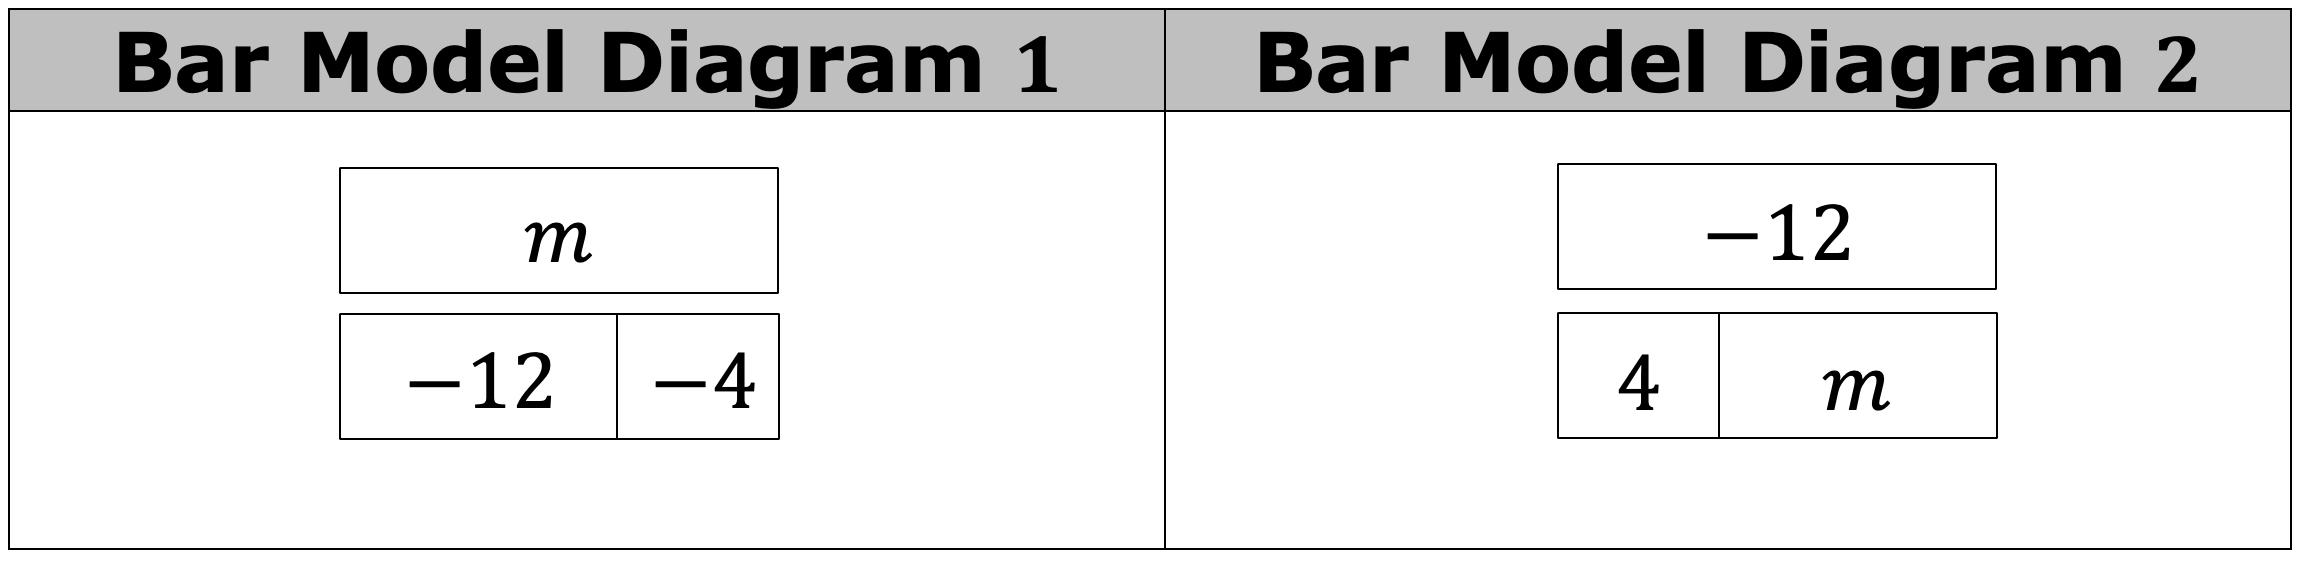 Bar Model Diagram 1
Bar Model Diagram 2
m
−12 −4
−12
4 m